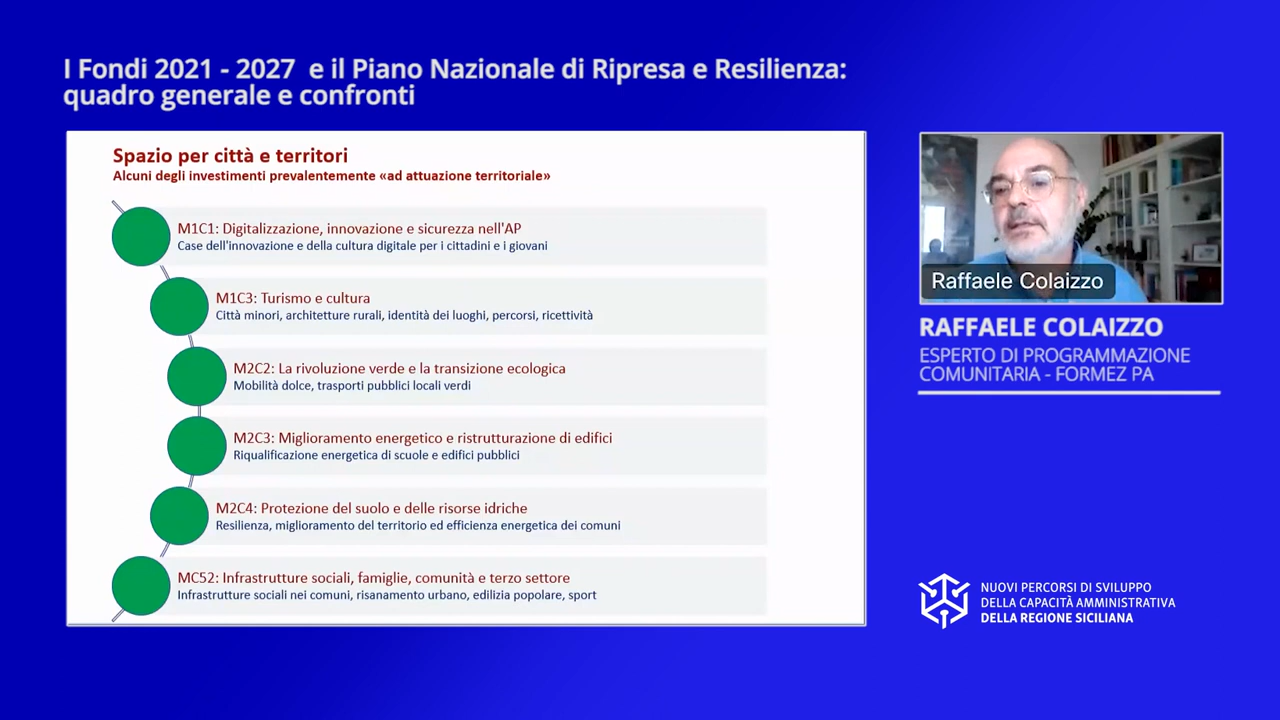 I Fondi 2021 - 2027 e il Piano Nazionale di Ripresa e Resilienza:
quadro generale e confronti
Spazio per città e territori
Alcuni degli investimenti prevalentemente «ad attuazione territoriale»
M1C1: Digitalizzazione, innovazione e sicurezza nell'AP
Case dell'innovazione e della cultura digitale per i cittadini e i giovani
M1C3: Turismo e cultura
Città minori, architetture rurali, identità dei luoghi, percorsi, ricettività
M2C2: La rivoluzione verde e la transizione ecologica
Mobilità dolce, trasporti pubblici locali verdi
M2C3: Miglioramento energetico e ristrutturazione di edifici
Riqualificazione energetica di scuole e edifici pubblici
M2C4: Protezione del suolo e delle risorse idriche
Resilienza, miglioramento del territorio ed efficienza energetica dei comuni
MC52: Infrastrutture sociali, famiglie, comunità e terzo settore
Infrastrutture sociali nei comuni, risanamento urbano, edilizia popolare, sport
Raffaele Colaizzo
RAFFAELE COLAIZZO
ESPERTO DI PROGRAMMAZIONE
COMUNITARIA - FORMEZ PA
NUOVI PERCORSI DI SVILUPPO
DELLA CAPACITÀ AMMINISTRATIVA
DELLA REGIONE SICILIANA